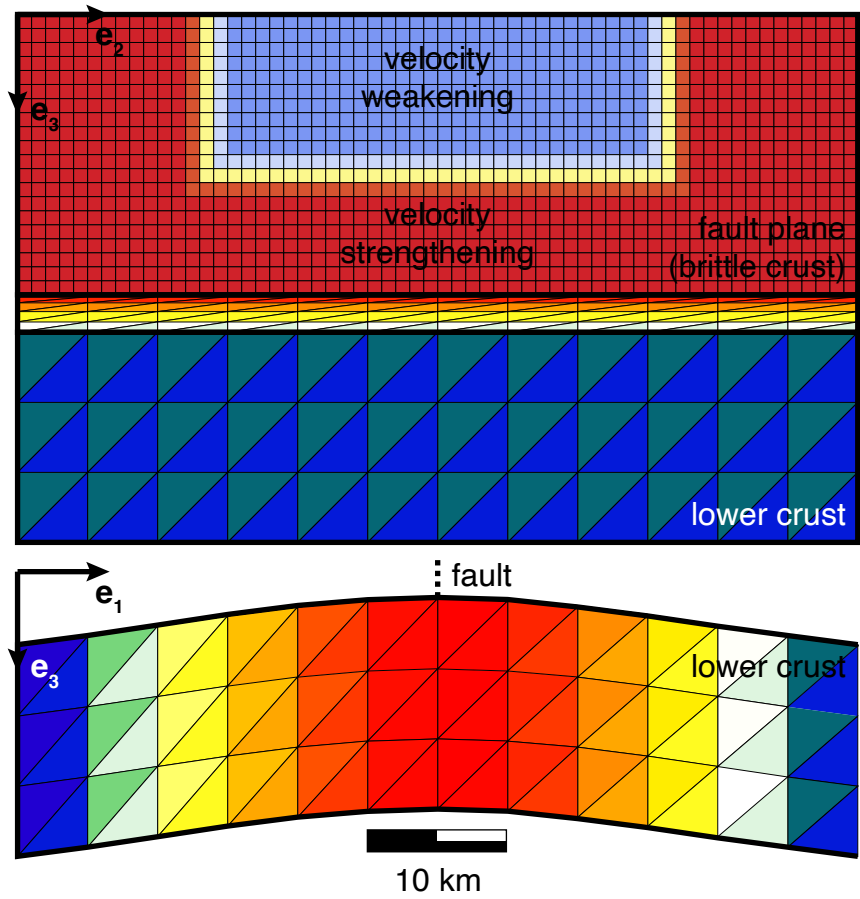 e2
velocity
weakening
e3
velocity
strengthening
fault plane
(brittle crust)
lower crust
fault
e1
e3
lower crust
10 km